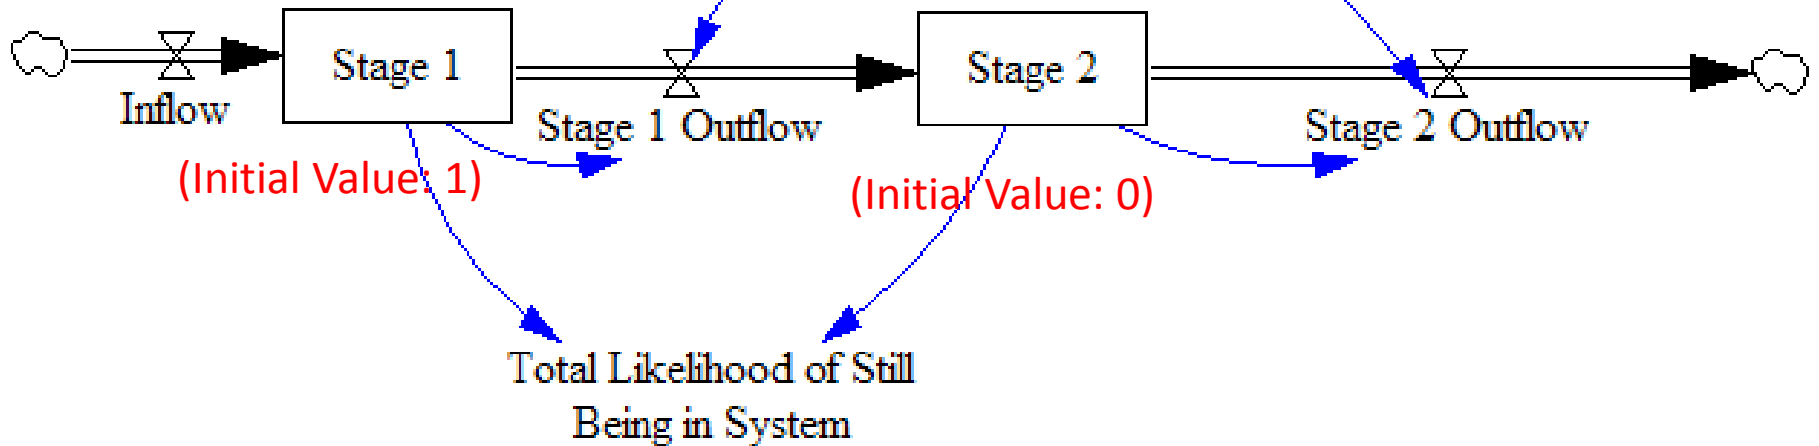 Stage 1
Stage 2
Inflow
Stage 1 Outflow
Stage 2 Outflow
(Initial Value: 1)
(Initial Value: 0)
Total Likelihood of Still
Being in System